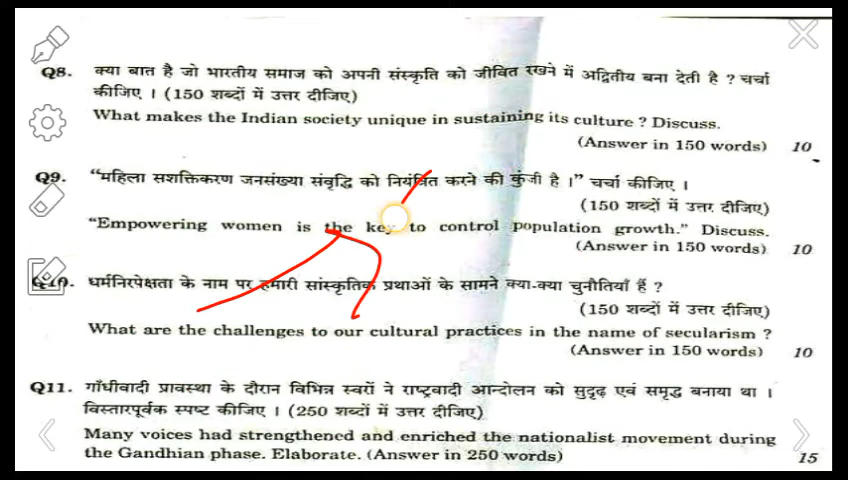 Q8. क्या बात है जो भारतीय समाज को अपनी संस्कृति को जीवित रखने में अद्वितीय बना देती है ? चर्चा
कीजिए । (150 शब्दों में उत्तर दीजिए)
What makes the Indian society unique in sustaining its culture ? Discuss.
(Answer in 150 words) 10
Q9. “महिला सशक्तिकरण जनसंख्या संवृद्धि को नियंत्रित करने की कुंजी है ।” चर्चा कीजिए ।
(150 शब्दों में उत्तर दीजिए)
“Empowering women is the key to control population growth.” Discuss.
(Answer in 150 words) 10
Q10. धर्मनिरपेक्षता के नाम पर हमारी सांस्कृतिक प्रथाओं के सामने क्या-क्या चुनौतियाँ हैं ?
(150 शब्दों में उत्तर दीजिए)
What are the challenges to our cultural practices in the name of secularism ?
(Answer in 150 words) 10
Q11. गाँधीवादी प्रावस्था के दौरान विभिन्न स्वरों ने राष्ट्रवादी आन्दोलन को सुदृढ़ एवं समृद्ध बनाया था ।
विस्तारपूर्वक स्पष्ट कीजिए । (250 शब्दों में उत्तर दीजिए)
Many voices had strengthened and enriched the nationalist movement during
the Gandhian phase. Elaborate. (Answer in 250 words) 15